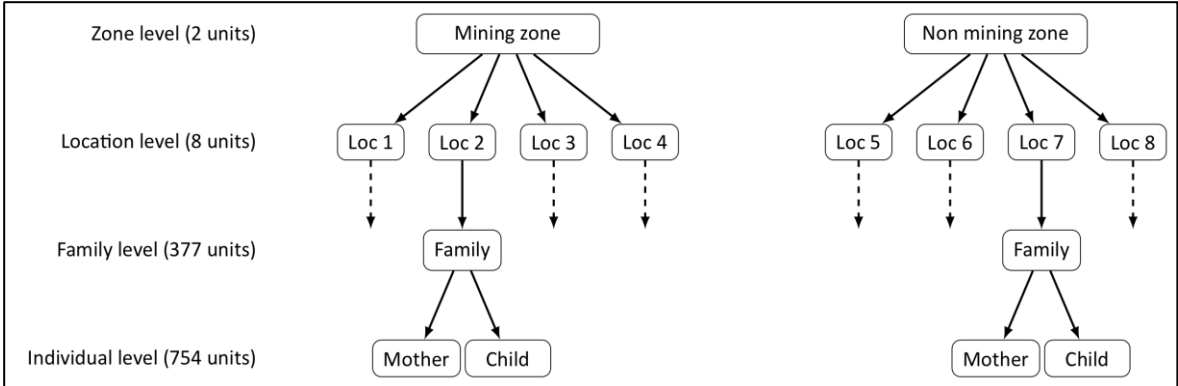 Zone level (2 units) Mining zone Non mining zone
Location level (8 units) Loc 1 Loc 2 Loc 3 Loc 4 Loc 5 Loc 6 Loc 7 Loc 8
Family level (377 units) Family Family
Individual level (754 units) Mother Child Mother Child